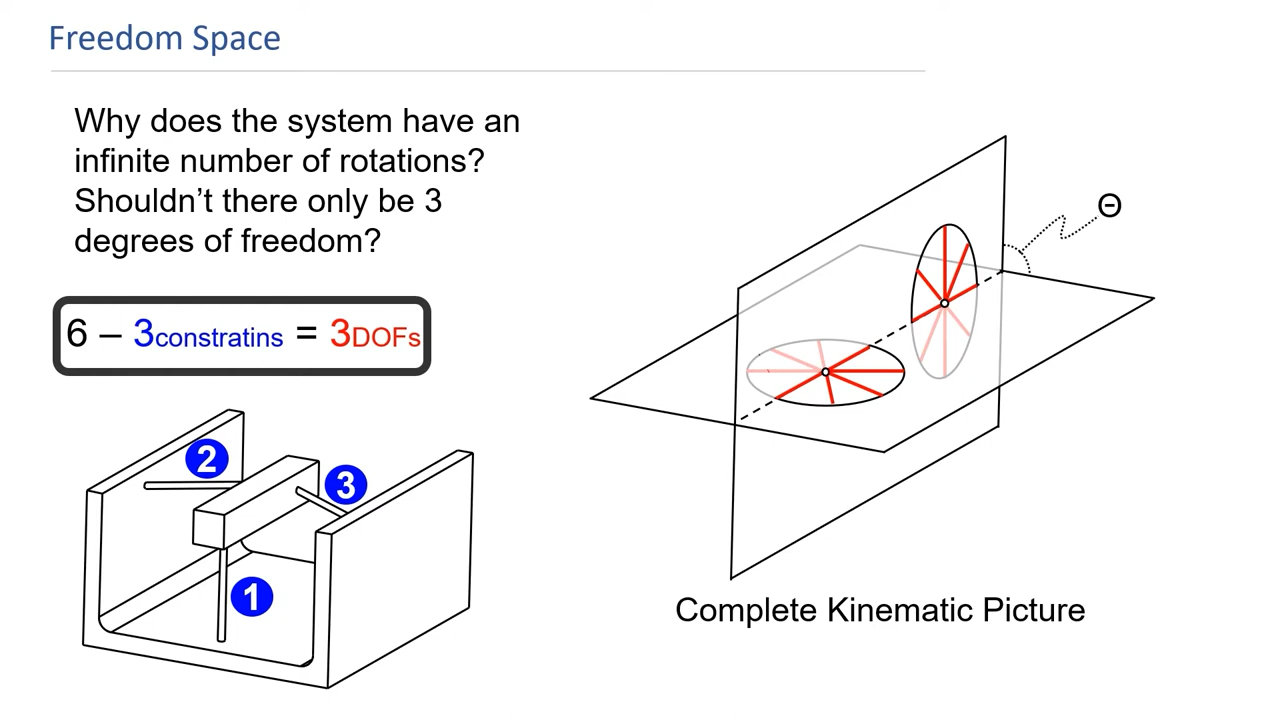 Freedom Space
Why does the system have an
infinite number of rotations?
Shouldn’t there only be 3
degrees of freedom?
6 – 3constratins = 3DOFs
Θ
2
3
1
Complete Kinematic Picture